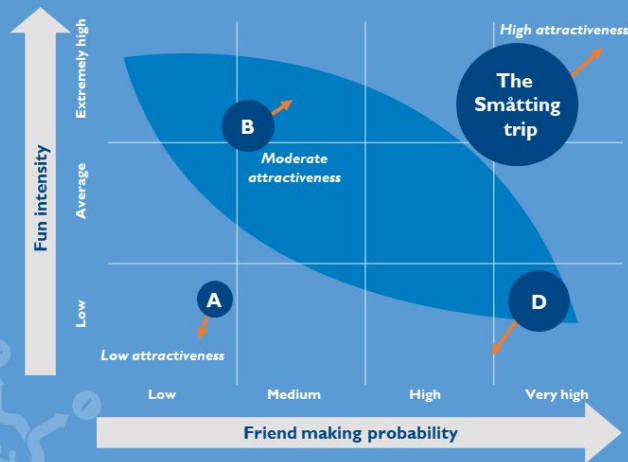 High attractiveness
Extremely high
The
Småtting
trip
B
Moderate
attractiveness
Average
Fun intensity
A
D
Low
Low attractiveness
Low
Medium
High
Very high
Friend making probability